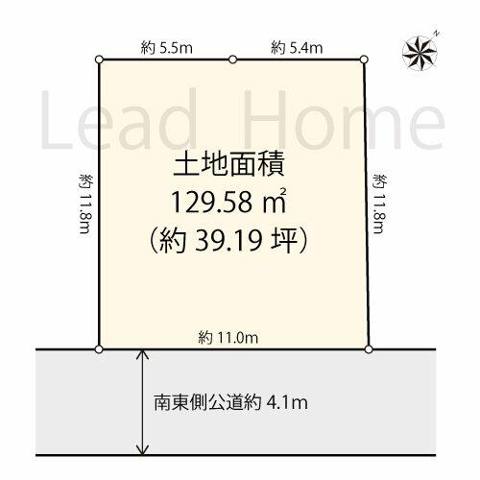 約 5.5m
約 5.4m
N
Lead Home
土地面積
129.58 ㎡
（約 39.19 坪）
約 11.8m
約 11.8m
約 11.0m
南東側公道約 4.1m